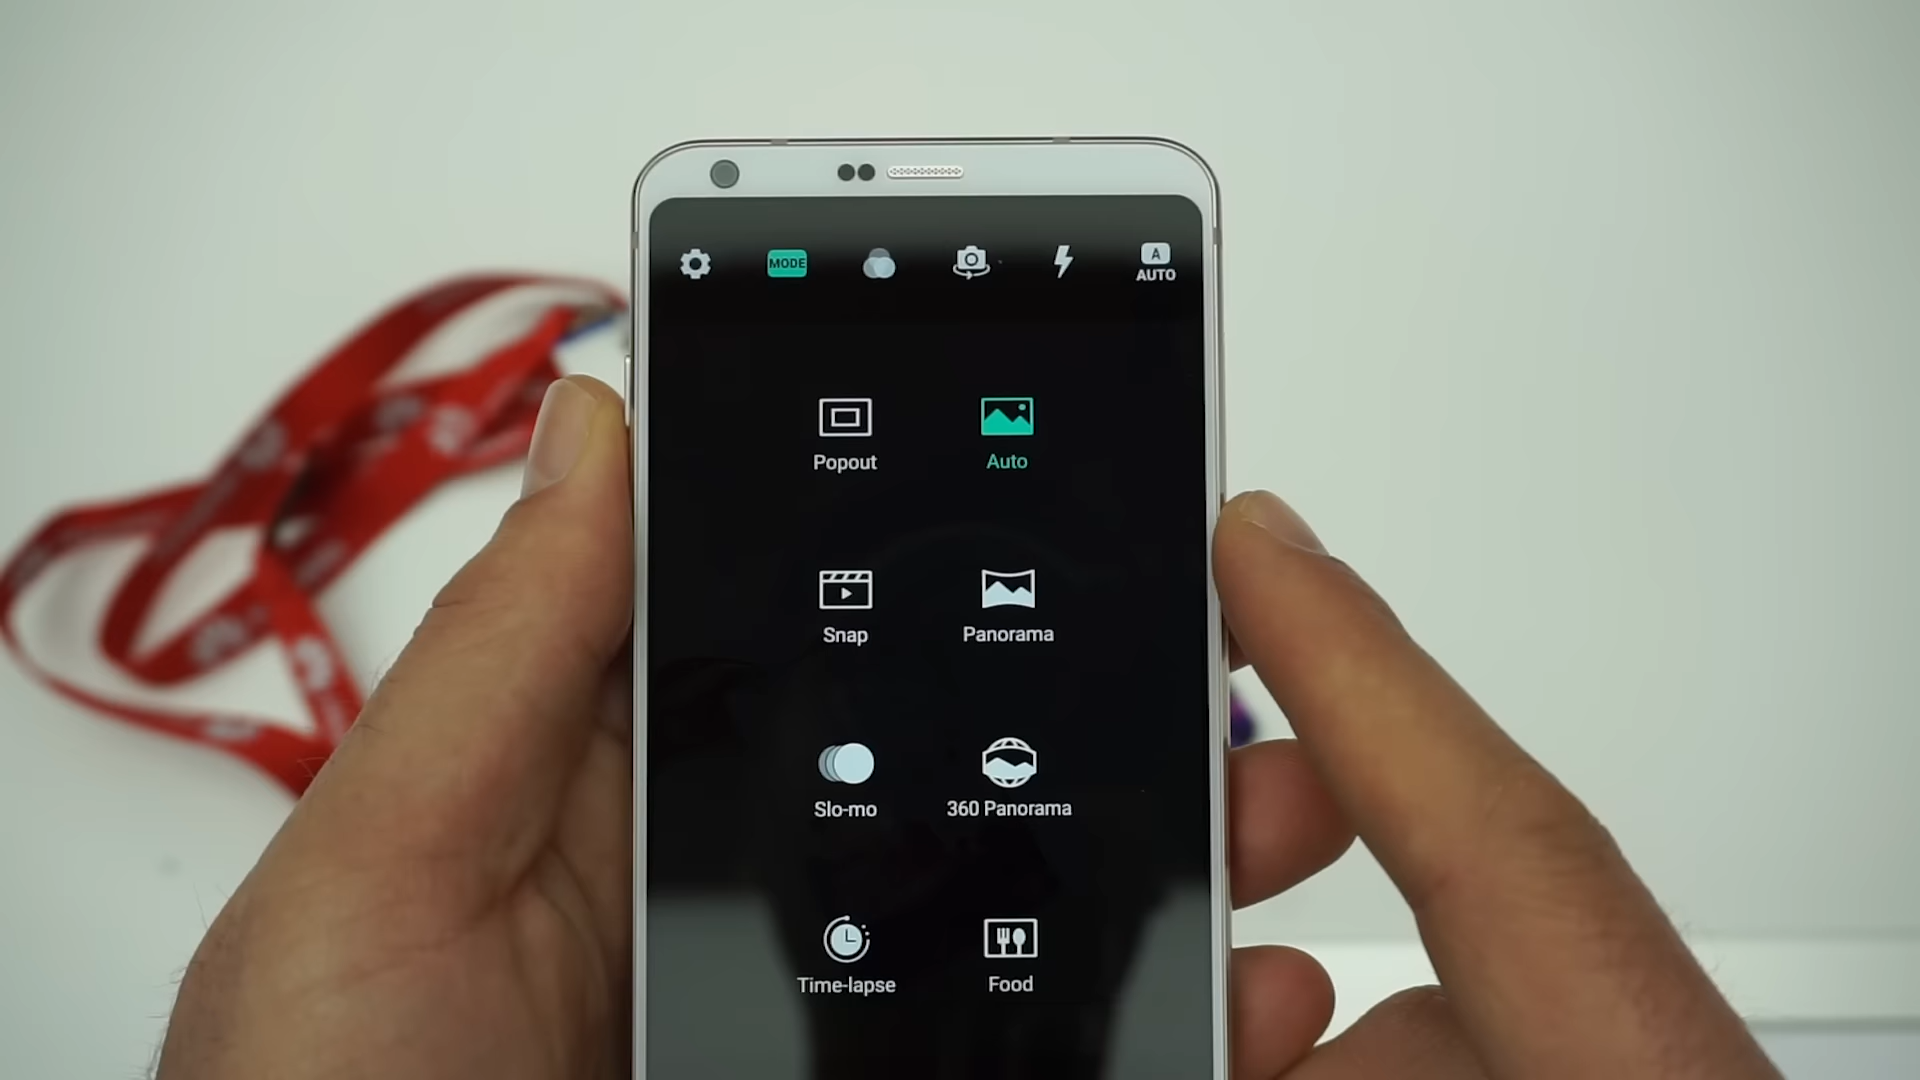 MODE
A
AUTO
Popout
Auto
Snap
Panorama
Slo-mo
360 Panorama
Time-lapse
Food